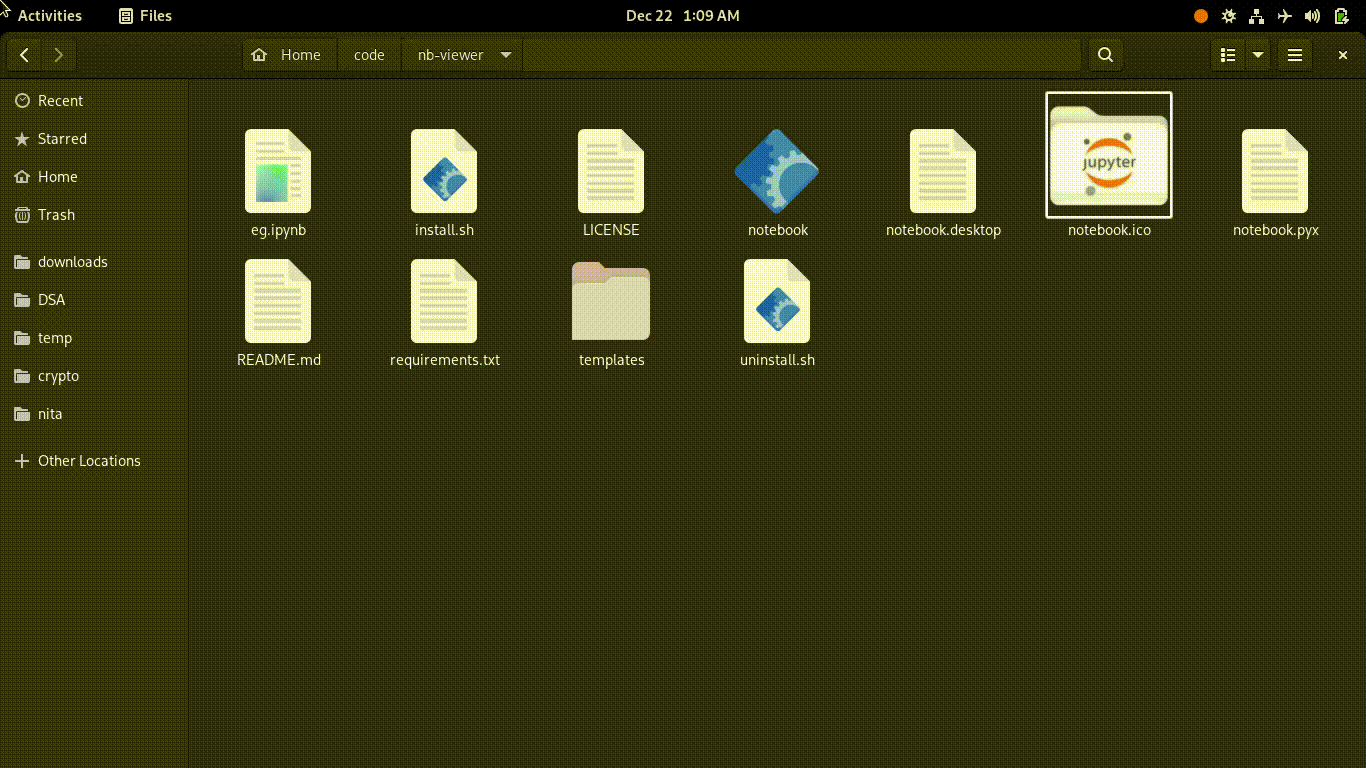 Activities Files Dec 22 1:09 AM
Home code nb-viewer
Recent
Starred
Home
Trash
downloads
DSA
temp
crypto
nita
Other Locations
jupyter
eg.ipynb install.sh LICENSE notebook notebook.desktop notebook.ico notebook.pyx
README.md requirements.txt templates uninstall.sh